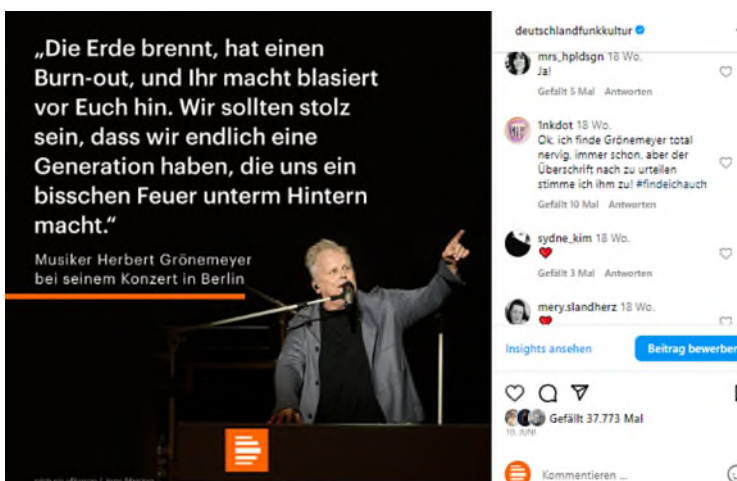 „Die Erde brennt, hat einen
Burn-out, und Ihr macht blasiert
vor Euch hin. Wir sollten stolz
sein, dass wir endlich eine
Generation haben, die uns ein
bisschen Feuer unterm Hintern
macht.“
Musiker Herbert Grönemeyer
bei seinem Konzert in Berlin
deutschlandfunkkultur
mrs_hpldsgn 18 Wo.
Ja!
Gefällt 5 Mal Antworten
1nkdot 18 Wo.
Ok, ich finde Grönemeyer total
nervig, immer schon, aber der
Überschrift nach zu urteilen
stimme ich ihm zu! #findeichauch
Gefällt 10 Mal Antworten
sydne_kim 18 Wo.
❤️
Gefällt 3 Mal Antworten
mery.slandherz 18 Wo.
❤️
Insights ansehen
Beitrag bewerben
Gefällt 37.773 Mal
10. JUNI
Kommentieren ...